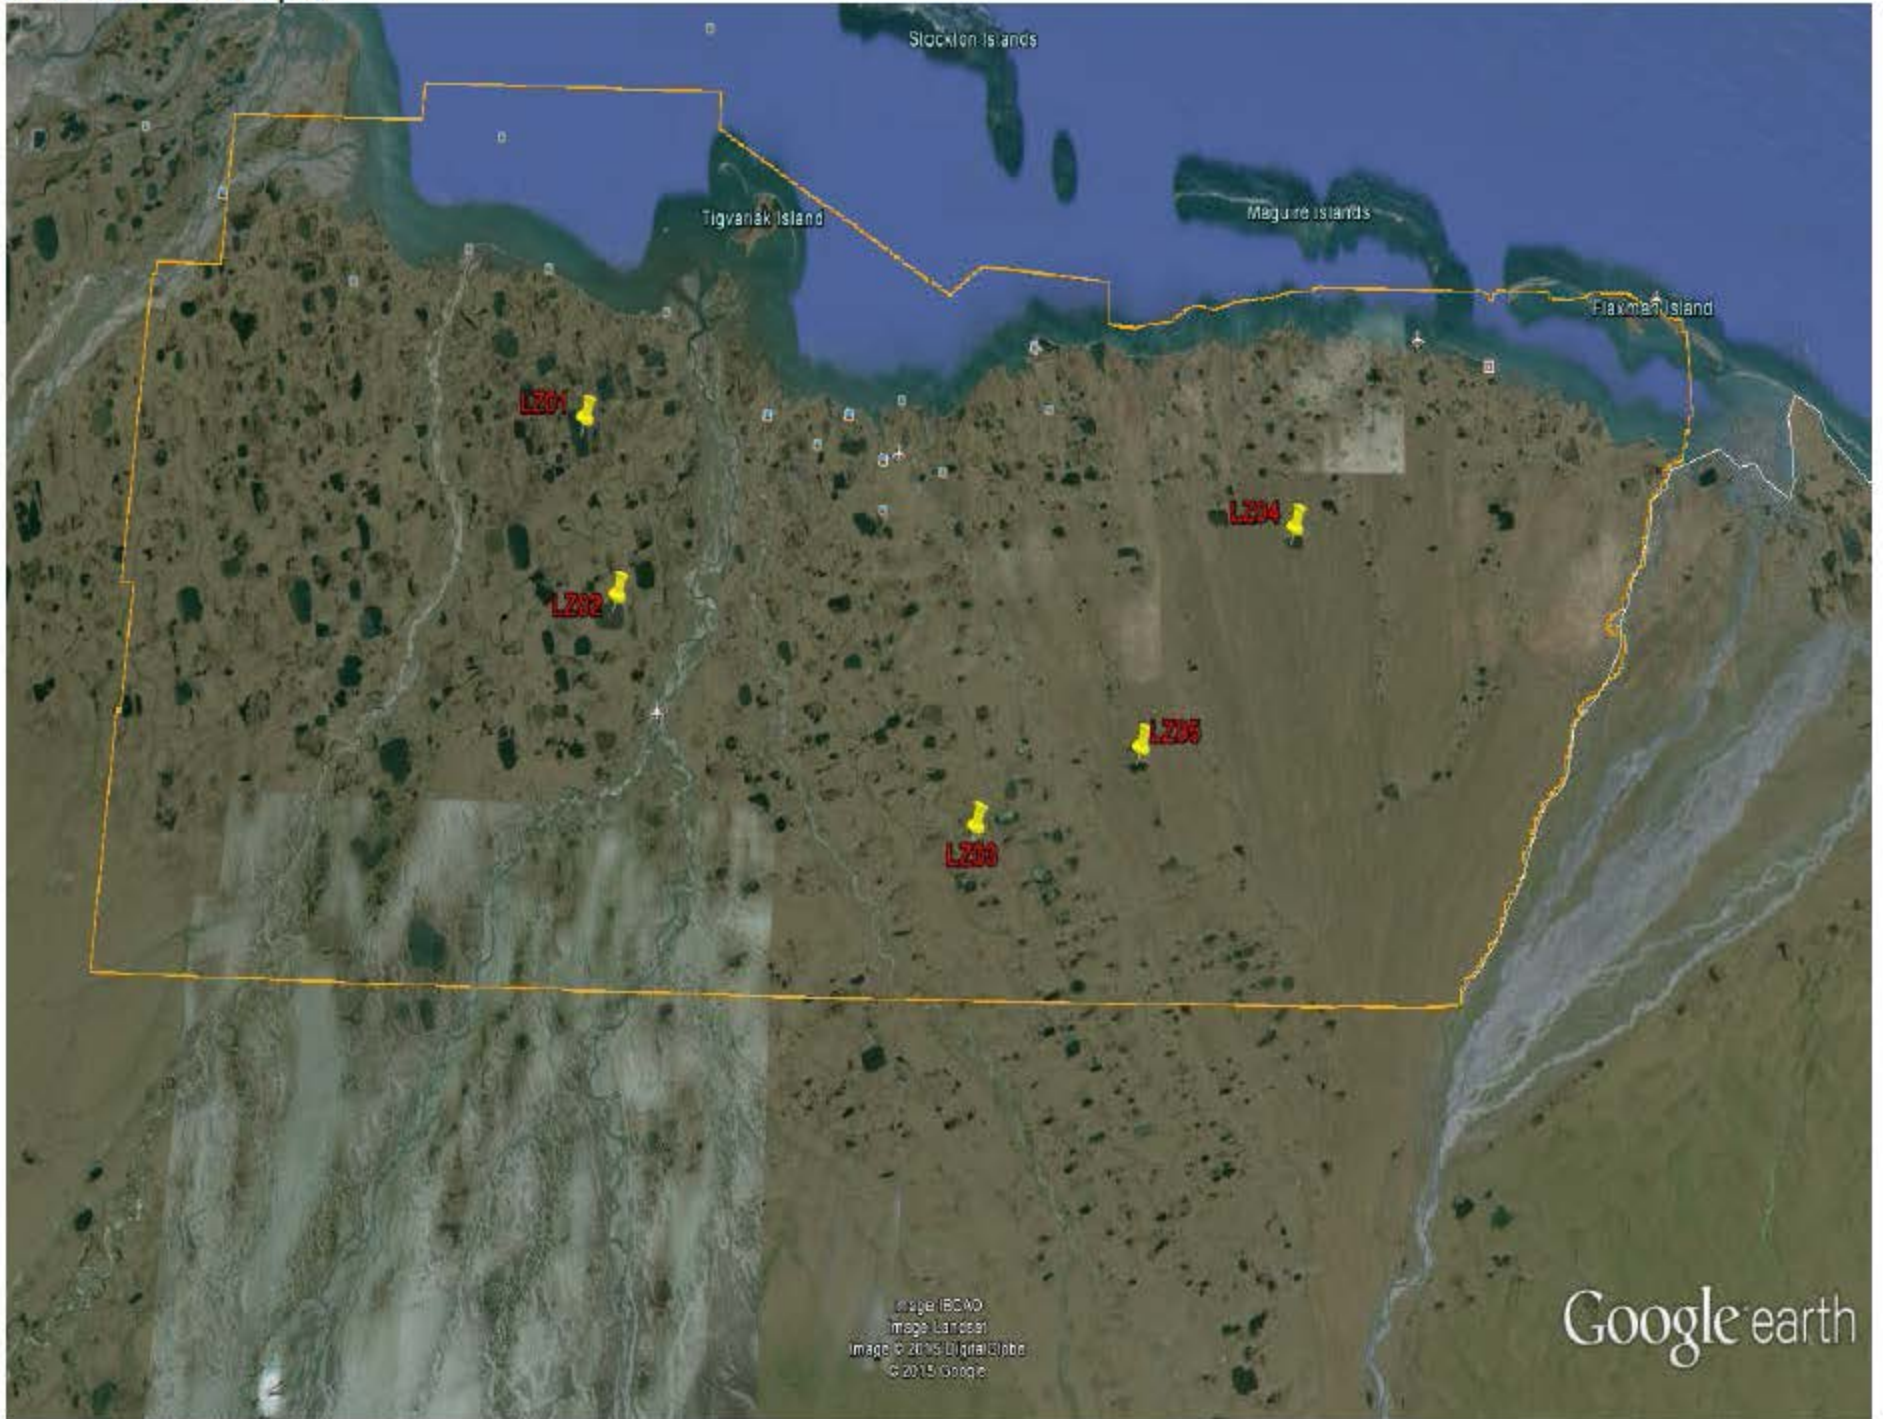 Stockton Islands
Tigvariak Island
Maguire Islands
Flaxman Island
LZ01
LZ04
LZ02
LZ05
LZ03
Image IBCAO
Image Landsat
Image © 2015 DigitalGlobe
© 2015 Google
Google earth